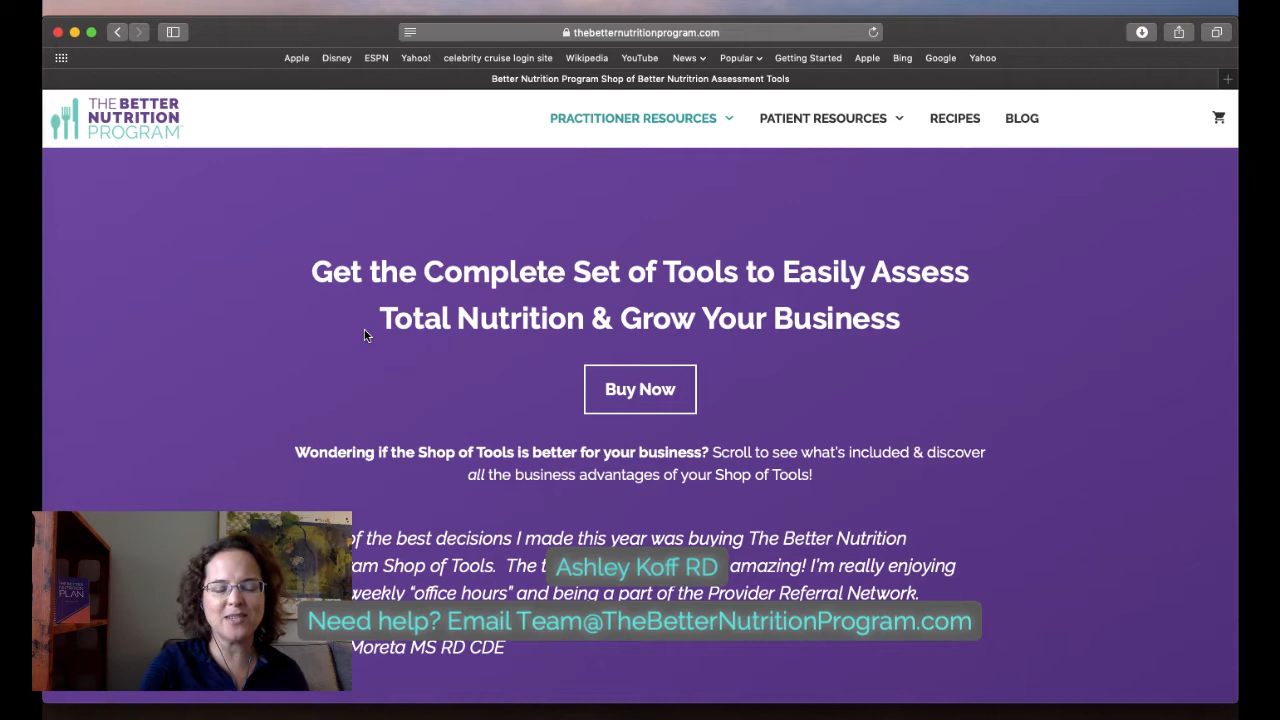 thebetternutritionprogram.com
Apple Disney ESPN Yahoo! celebrity cruise login site Wikipedia YouTube News Popular Getting Started Apple Bing Google Yahoo
Better Nutrition Program Shop of Better Nutritrion Assessment Tools
THE BETTER
NUTRITION
PROGRAM
PRACTITIONER RESOURCES PATIENT RESOURCES RECIPES BLOG
Get the Complete Set of Tools to Easily Assess
Total Nutrition & Grow Your Business
Buy Now
Wondering if the Shop of Tools is better for your business? Scroll to see what's included & discover
all the business advantages of your Shop of Tools!
of the best decisions I made this year was buying The Better Nutrition
am Shop of Tools. The amazing! I'm really enjoying
Ashley Koff RD
weekly "office hours" and being a part of the Provider Referral Network.
Need help? Email Team@TheBetterNutritionProgram.com
Moreta MS RD CDE
THE BETTER
NUTRITION
PLAN